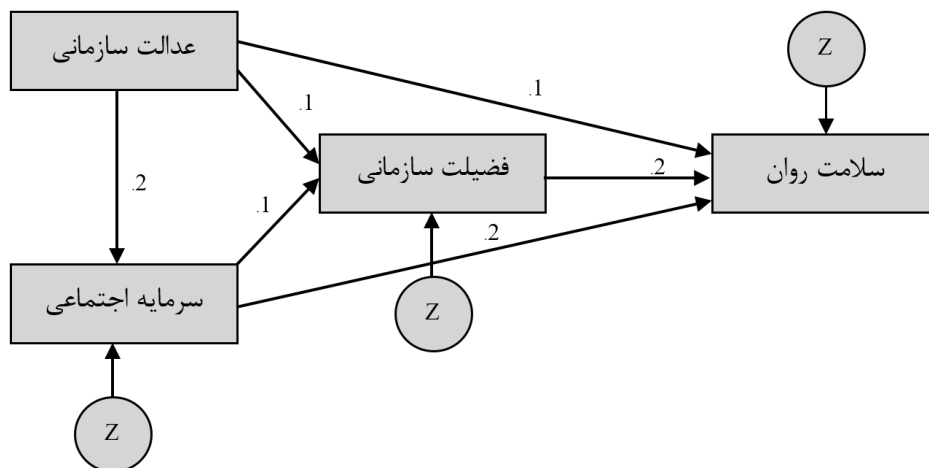 عدالت سازمانی
Z
.1
.1
.2
فضیلت سازمانی
.2
سلامت روان
.1
.2
سرمایه اجتماعی
Z
Z